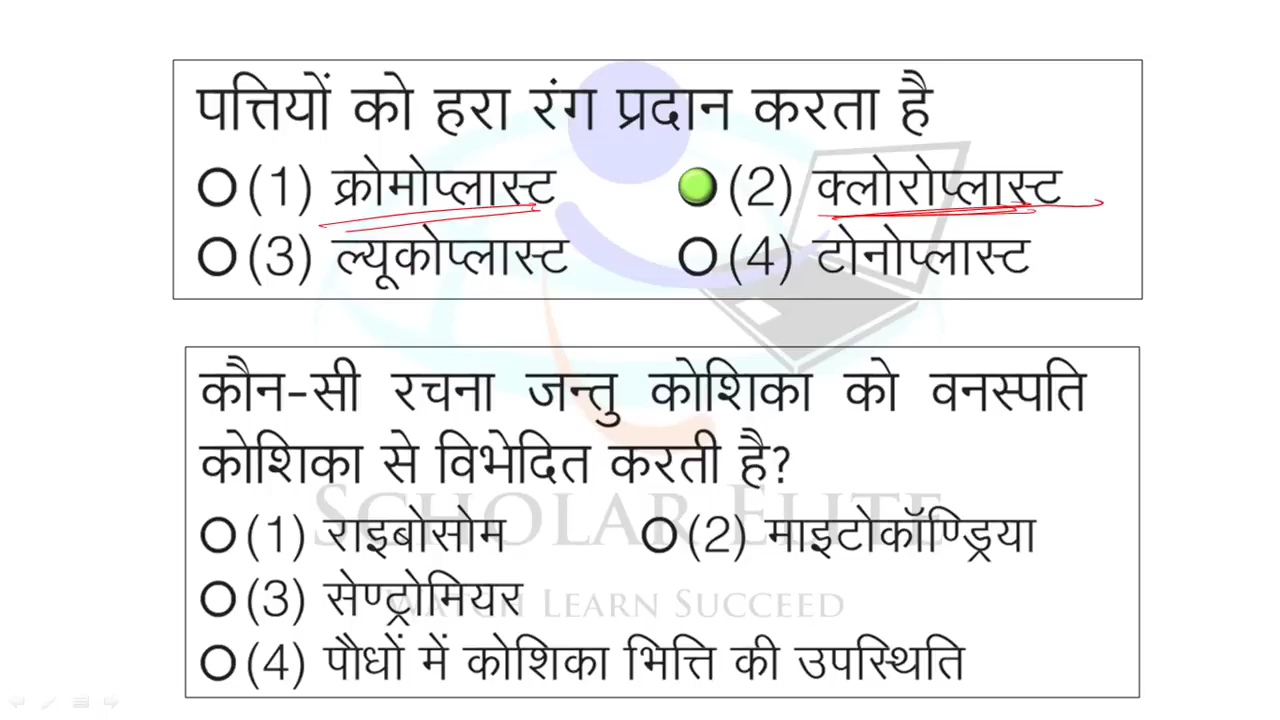 पत्तियों को हरा रंग प्रदान करता है
(1) क्रोमोप्लास्ट (2) क्लोरोप्लास्ट
(3) ल्यूकोप्लास्ट (4) टोनोप्लास्ट
कौन-सी रचना जन्तु कोशिका को वनस्पति
कोशिका से विभेदित करती है?
(1) राइबोसोम (2) माइटोकॉण्ड्रिया
(3) सेण्ट्रोमियर
(4) पौधों में कोशिका भित्ति की उपस्थिति
SCHOLAR ELITE
WATCH LEARN SUCCEED